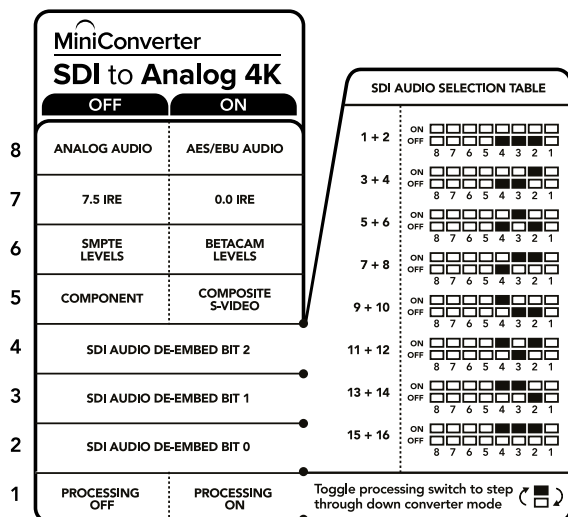 MiniConverter
SDI to Analog 4K
OFF ON
8 ANALOG AUDIO AES/EBU AUDIO
7 7.5 IRE 0.0 IRE
6 SMPTE LEVELS BETACAM LEVELS
5 COMPONENT COMPOSITE S-VIDEO
4 SDI AUDIO DE-EMBED BIT 2
3 SDI AUDIO DE-EMBED BIT 1
2 SDI AUDIO DE-EMBED BIT 0
1 PROCESSING OFF PROCESSING ON
SDI AUDIO SELECTION TABLE
1 + 2
ON
OFF
8 7 6 5 4 3 2 1
3 + 4
ON
OFF
8 7 6 5 4 3 2 1
5 + 6
ON
OFF
8 7 6 5 4 3 2 1
7 + 8
ON
OFF
8 7 6 5 4 3 2 1
9 + 10
ON
OFF
8 7 6 5 4 3 2 1
11 + 12
ON
OFF
8 7 6 5 4 3 2 1
13 + 14
ON
OFF
8 7 6 5 4 3 2 1
15 + 16
ON
OFF
8 7 6 5 4 3 2 1
Toggle processing switch to step
through down converter mode